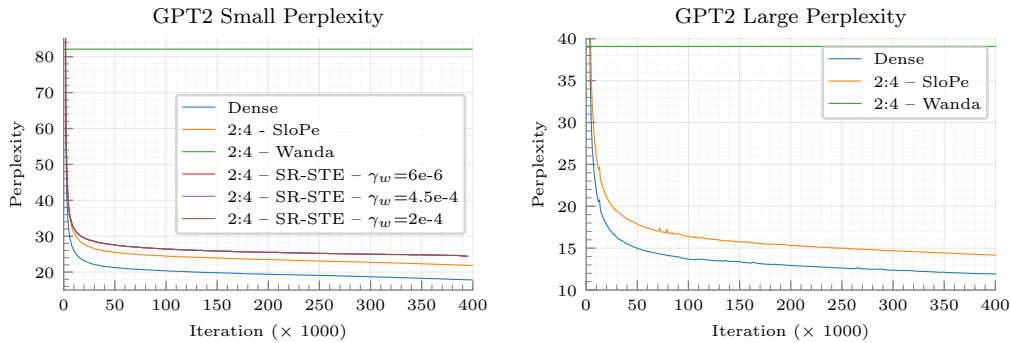 GPT2 Small Perplexity
80
70
60
50
40
30
20
Perplexity
0
50
100
150
200
250
300
350
400
Iteration (× 1000)
Dense
2:4 - SloPe
2:4 – Wanda
2:4 – SR-STE – γw=6e-6
2:4 – SR-STE – γw=4.5e-4
2:4 – SR-STE – γw=2e-4
GPT2 Large Perplexity
40
35
30
25
20
15
10
Perplexity
0
50
100
150
200
250
300
350
400
Iteration (× 1000)
Dense
2:4 – SloPe
2:4 – Wanda